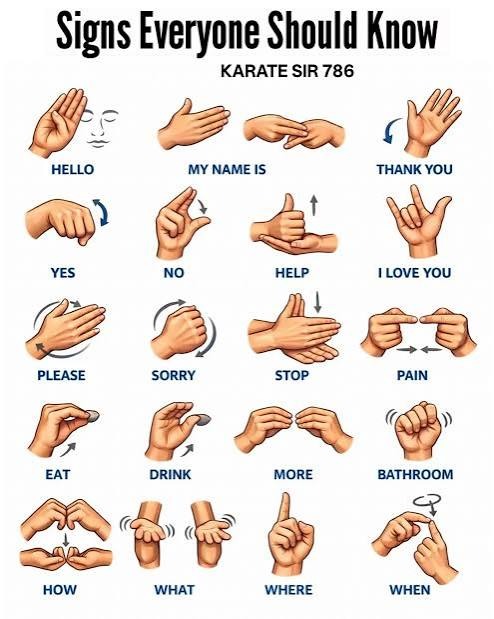 Signs Everyone Should Know
KARATE SIR 786
HELLO
MY NAME IS
THANK YOU
YES
NO
HELP
I LOVE YOU
PLEASE
SORRY
STOP
PAIN
EAT
DRINK
MORE
BATHROOM
HOW
WHAT
WHERE
WHEN